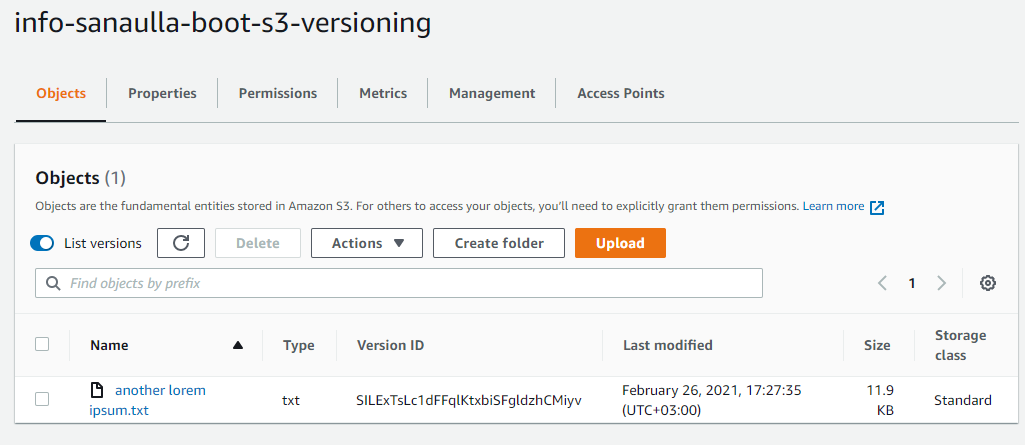 info-sanaulla-boot-s3-versioning
Objects Properties Permissions Metrics Management Access Points
Objects (1)
Objects are the fundamental entities stored in Amazon S3. For others to access your objects, you'll need to explicitly grant them permissions. Learn more
List versions Delete Actions Create folder Upload
Find objects by prefix 1
Name Type Version ID Last modified Size Storage
class
another lorem
ipsum.txt
txt
SILExTsLc1dFFqlKtxbiSFgldzhCMiyv
February 26, 2021, 17:27:35
(UTC+03:00)
11.9
KB
Standard